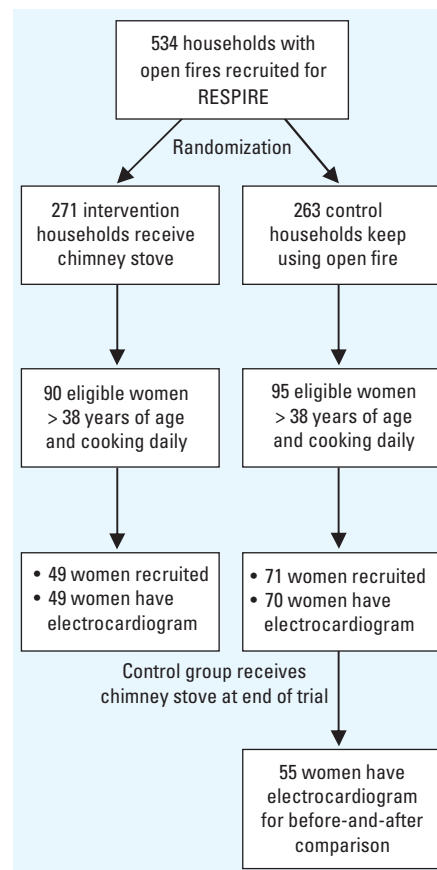 534 households with
open fires recruited for
RESPIRE
Randomization
271 intervention
households receive
chimney stove
263 control
households keep
using open fire
90 eligible women
> 38 years of age
and cooking daily
95 eligible women
> 38 years of age
and cooking daily
• 49 women recruited
• 49 women have
electrocardiogram
• 71 women recruited
• 70 women have
electrocardiogram
Control group receives
chimney stove at end of trial
55 women have
electrocardiogram
for before-and-after
comparison